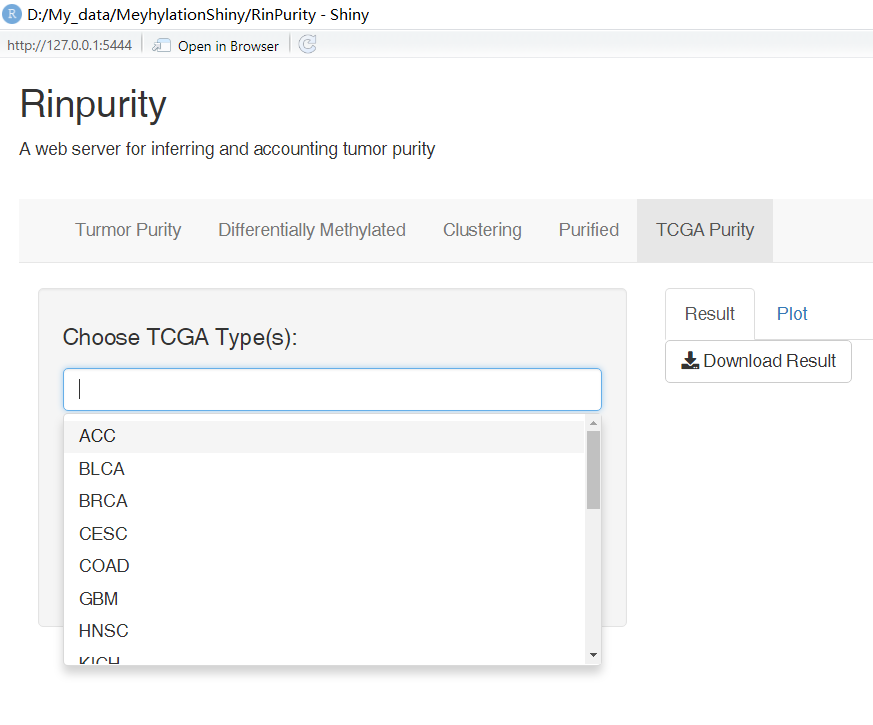 R D:/My_data/MeyhylationShiny/RinPurity - Shiny
http://127.0.0.1:5444 Open in Browser
Rinpurity
A web server for inferring and accounting tumor purity
Turmor Purity Differentially Methylated Clustering Purified TCGA Purity
Choose TCGA Type(s):
Result Plot
Download Result
ACC
BLCA
BRCA
CESC
COAD
GBM
HNSC
KICH